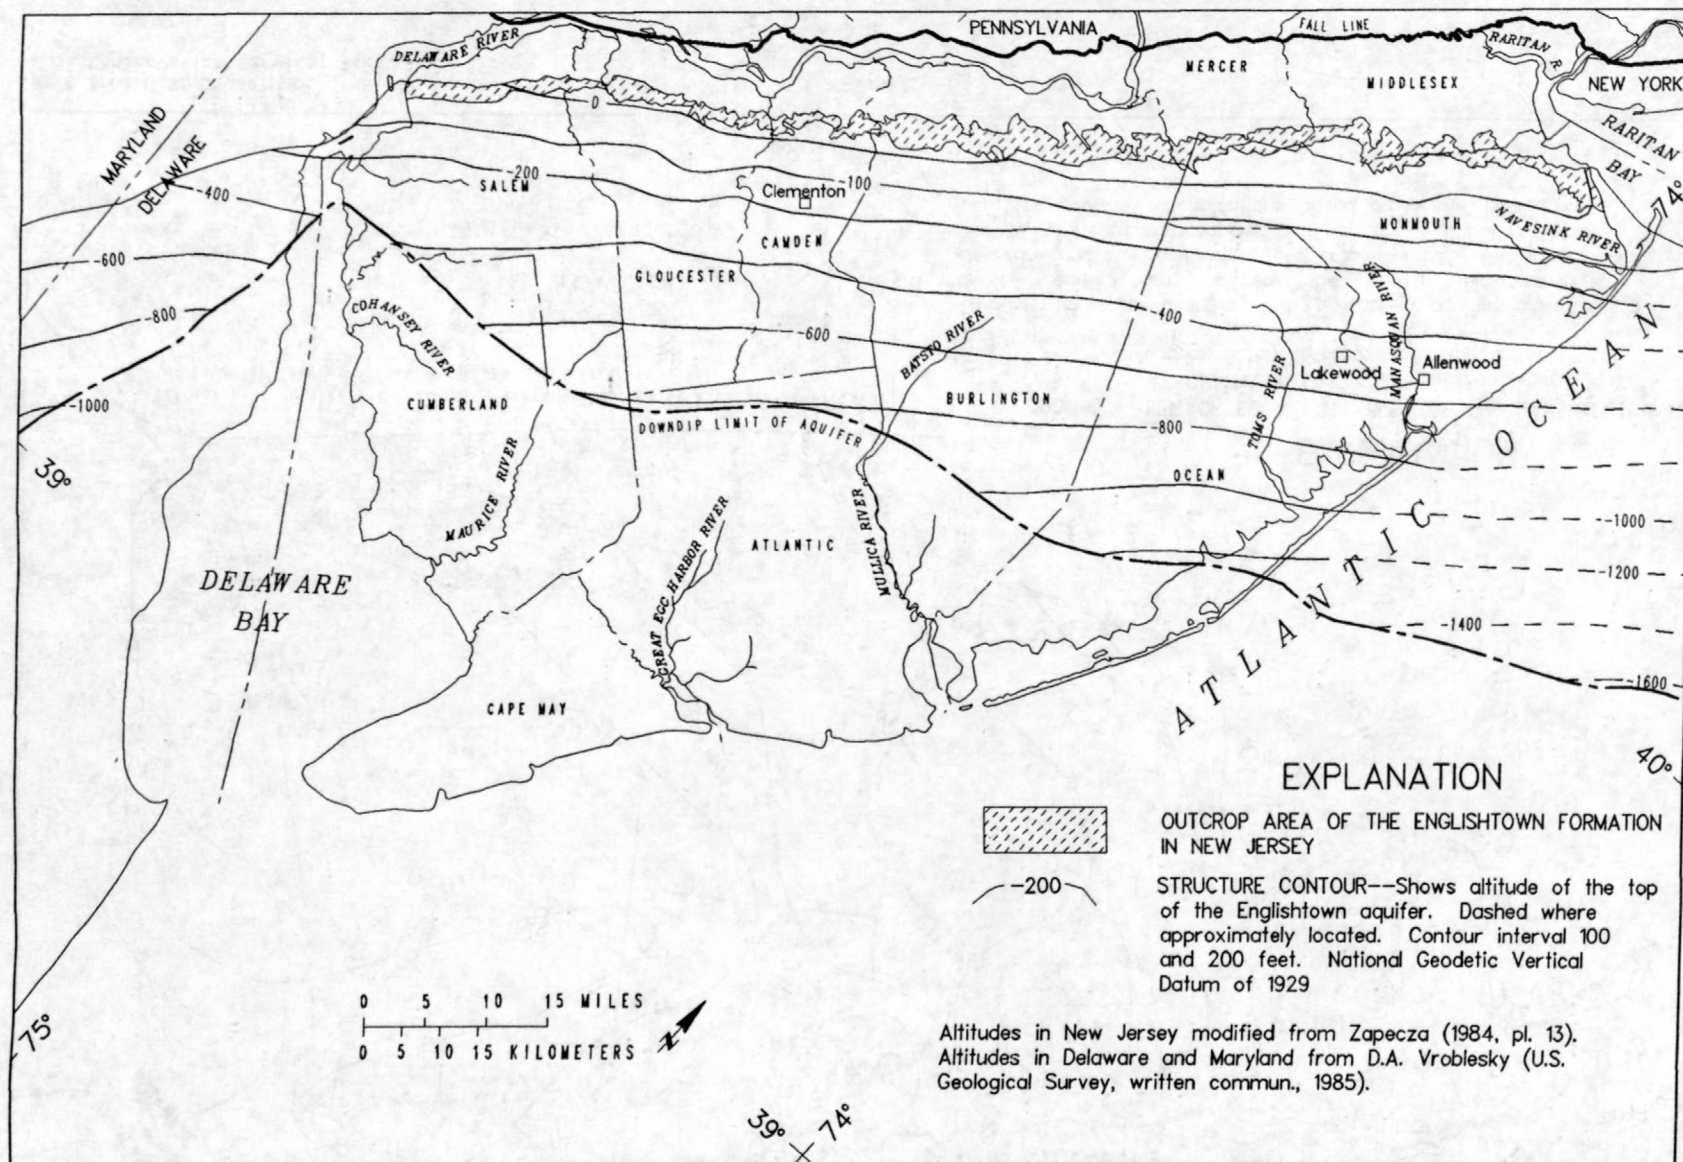 PENNSYLVANIA
FALL LINE
DELAWARE RIVER
RARITAN R.
MERCER
MIDDLESEX
NEW YORK
0
RARITAN
BAY
MARYLAND
DELAWARE
-400
-200
SALEM
-100
Clementon
74°
NAVESINK RIVER
MONMOUTH
CAMDEN
-600
GLOUCESTER
COHANSEY RIVER
-800
-600
BATSTO RIVER
-400
MANASQUAN RIVER
Lakewood
Allenwood
TOMS RIVER
-1000
CUMBERLAND
BURLINGTON
DOWNDIP LIMIT OF AQUIFER
-800
39°
MAURICE RIVER
OCEAN
ATLANTIC OCEAN
GREAT EGG HARBOR RIVER
ATLANTIC
MULLICA RIVER
-1000
-1200
DELAWARE
BAY
-1400
-1600
CAPE MAY
40°
EXPLANATION
OUTCROP AREA OF THE ENGLISHTOWN FORMATION
IN NEW JERSEY
-200
STRUCTURE CONTOUR--Shows altitude of the top
of the Englishtown aquifer. Dashed where
approximately located. Contour interval 100
and 200 feet. National Geodetic Vertical
Datum of 1929
0 5 10 15 MILES
0 5 10 15 KILOMETERS
N
75°
Altitudes in New Jersey modified from Zapecza (1984, pl. 13).
Altitudes in Delaware and Maryland from D.A. Vroblesky (U.S.
Geological Survey, written commun., 1985).
39° 74°